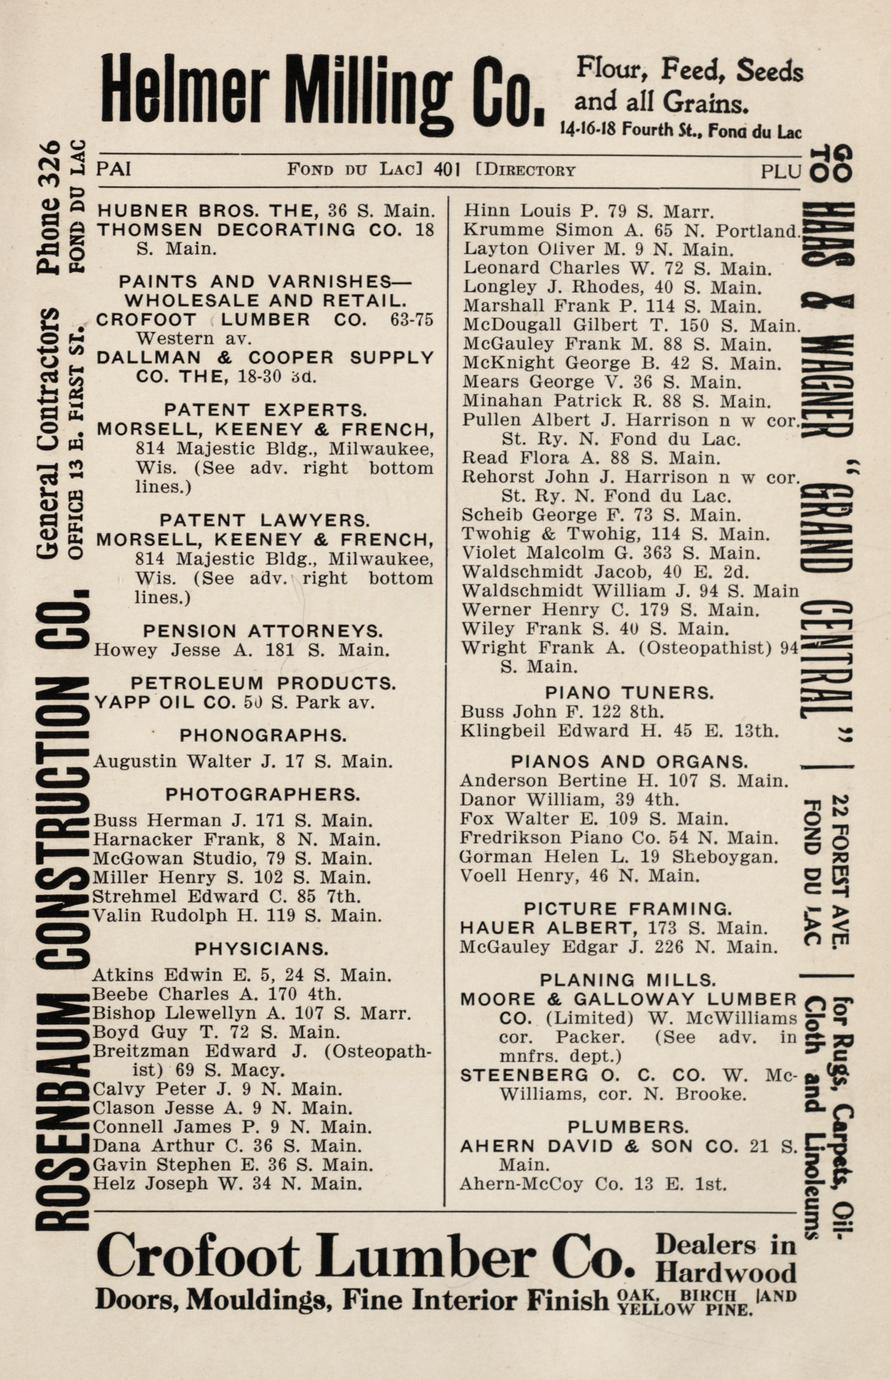 Helmer Milling Co.
Flour, Feed, Seeds
and all Grains.
14-16-18 Fourth St., Fond du Lac
PAI FOND DU LAC] 401 [DIRECTORY PLU
ROSENBAUM CONSTRUCTION CO.
General Contractors Phone 326
OFFICE 13 E. FIRST ST. FOND DU LAC
HUBNER BROS. THE, 36 S. Main.
THOMSEN DECORATING CO. 18
S. Main.
PAINTS AND VARNISHES—
WHOLESALE AND RETAIL.
CROFOOT LUMBER CO. 63-75
Western av.
DALLMAN & COOPER SUPPLY
CO. THE, 18-30 3d.
PATENT EXPERTS.
MORSELL, KEENEY & FRENCH,
814 Majestic Bldg., Milwaukee,
Wis. (See adv. right bottom
lines.)
PATENT LAWYERS.
MORSELL, KEENEY & FRENCH,
814 Majestic Bldg., Milwaukee,
Wis. (See adv. right bottom
lines.)
PENSION ATTORNEYS.
Howey Jesse A. 181 S. Main.
PETROLEUM PRODUCTS.
YAPP OIL CO. 50 S. Park av.
PHONOGRAPHS.
Augustin Walter J. 17 S. Main.
PHOTOGRAPHERS.
Buss Herman J. 171 S. Main.
Harnacker Frank, 8 N. Main.
McGowan Studio, 79 S. Main.
Miller Henry S. 102 S. Main.
Strehmel Edward C. 85 7th.
Valin Rudolph H. 119 S. Main.
PHYSICIANS.
Atkins Edwin E. 5, 24 S. Main.
Beebe Charles A. 170 4th.
Bishop Llewellyn A. 107 S. Marr.
Boyd Guy T. 72 S. Main.
Breitzman Edward J. (Osteopath-
ist) 69 S. Macy.
Calvy Peter J. 9 N. Main.
Clason Jesse A. 9 N. Main.
Connell James P. 9 N. Main.
Dana Arthur C. 36 S. Main.
Gavin Stephen E. 36 S. Main.
Helz Joseph W. 34 N. Main.
Hinn Louis P. 79 S. Marr.
Krumme Simon A. 65 N. Portland.
Layton Oliver M. 9 N. Main.
Leonard Charles W. 72 S. Main.
Longley J. Rhodes, 40 S. Main.
Marshall Frank P. 114 S. Main.
McDougall Gilbert T. 150 S. Main.
McGauley Frank M. 88 S. Main.
McKnight George B. 42 S. Main.
Mears George V. 36 S. Main.
Minahan Patrick R. 88 S. Main.
Pullen Albert J. Harrison n w cor.
St. Ry. N. Fond du Lac.
Read Flora A. 88 S. Main.
Rehorst John J. Harrison n w cor.
St. Ry. N. Fond du Lac.
Scheib George F. 73 S. Main.
Twohig & Twohig, 114 S. Main.
Violet Malcolm G. 363 S. Main.
Waldschmidt Jacob, 40 E. 2d.
Waldschmidt William J. 94 S. Main
Werner Henry C. 179 S. Main.
Wiley Frank S. 40 S. Main.
Wright Frank A. (Osteopathist) 94
S. Main.
PIANO TUNERS.
Buss John F. 122 8th.
Klingbeil Edward H. 45 E. 13th.
PIANOS AND ORGANS.
Anderson Bertine H. 107 S. Main.
Danor William, 39 4th.
Fox Walter E. 109 S. Main.
Fredrikson Piano Co. 54 N. Main.
Gorman Helen L. 19 Sheboygan.
Voell Henry, 46 N. Main.
PICTURE FRAMING.
HAUER ALBERT, 173 S. Main.
McGauley Edgar J. 226 N. Main.
PLANING MILLS.
MOORE & GALLOWAY LUMBER
CO. (Limited) W. McWilliams
cor. Packer. (See adv. in
mnfrs. dept.)
STEENBERG O. C. CO. W. Mc-
Williams, cor. N. Brooke.
PLUMBERS.
AHERN DAVID & SON CO. 21 S.
Main.
Ahern-McCoy Co. 13 E. 1st.
GO
TO
HAAS & WAGNER "GRAND CENTRAL"
22 FOREST AVE.
FOND DU LAC
for Rugs, Carpets, Oil-
Cloth and Linoleums
Crofoot Lumber Co.
Dealers in
Hardwood
Doors, Mouldings, Fine Interior Finish
OAK. BIRCH AND
YELLOW PINE.